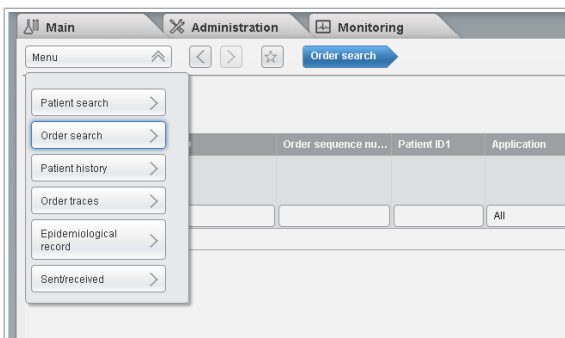 Main
Administration
Monitoring
Menu
Order search
Patient search
Order search
Order sequence nu...
Patient ID1
Application
Patient history
Order traces
All
Epidemiological
record
Sent/received